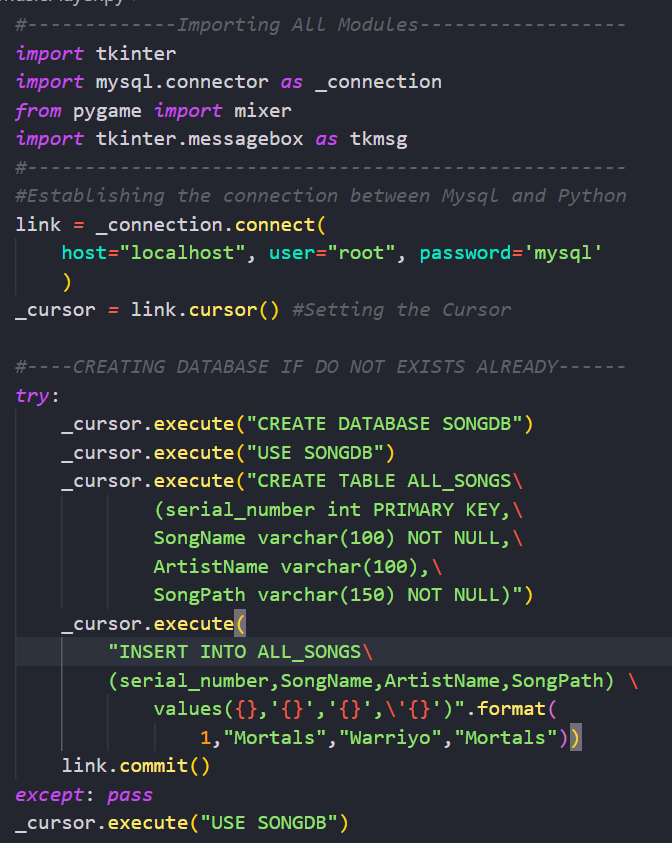 #-------------Importing All Modules------------------
import tkinter
import mysql.connector as _connection
from pygame import mixer
import tkinter.messagebox as tkmsg
#----------------------------------------------------
#Establishing the connection between Mysql and Python
link = _connection.connect(
    host="localhost", user="root", password='mysql'
    )
_cursor = link.cursor() #Setting the Cursor

#----CREATING DATABASE IF DO NOT EXISTS ALREADY------
try:
    _cursor.execute("CREATE DATABASE SONGDB")
    _cursor.execute("USE SONGDB")
    _cursor.execute("CREATE TABLE ALL_SONGS\
            (serial_number int PRIMARY KEY,\
            SongName varchar(100) NOT NULL,\
            ArtistName varchar(100),\
            SongPath varchar(150) NOT NULL)")
    _cursor.execute(
        "INSERT INTO ALL_SONGS\
        (serial_number,SongName,ArtistName,SongPath) \
            values({},'{}','{}',\'{}')".format(
                1,"Mortals","Warriyo","Mortals"))
    link.commit()
except: pass
_cursor.execute("USE SONGDB")